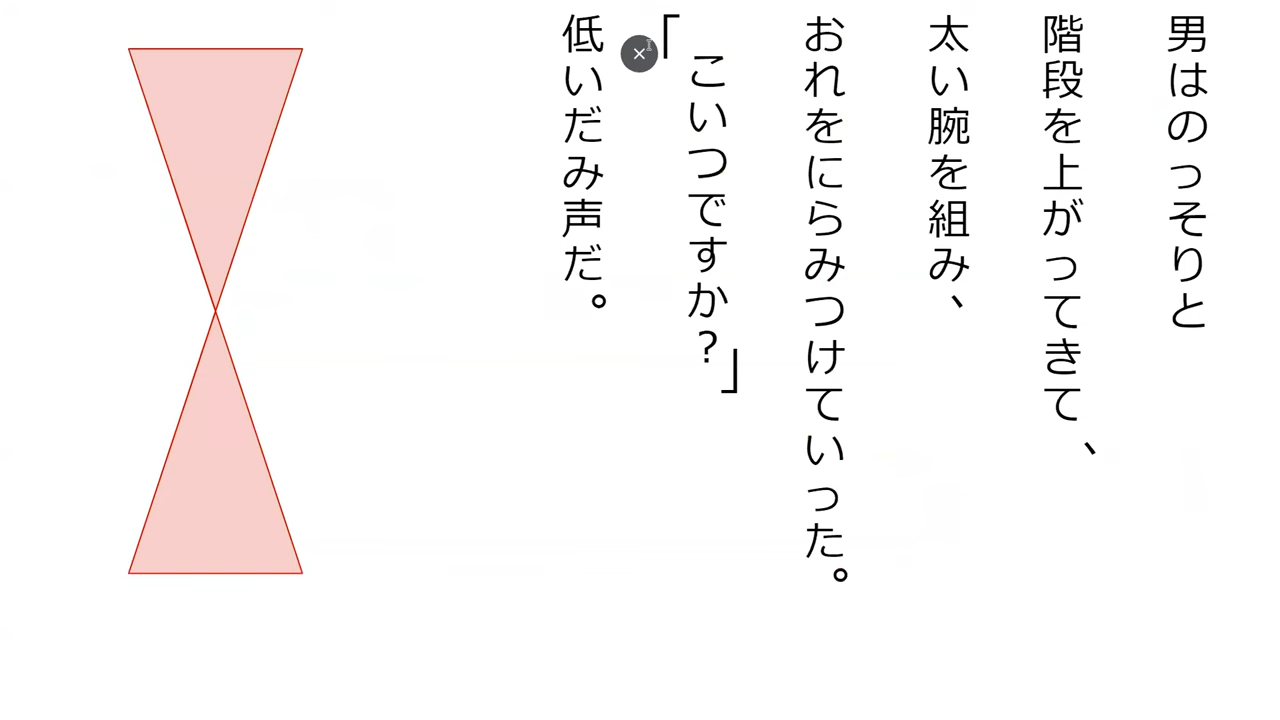 男はのっそりと
階段を上がってきて、
太い腕を組み、
おれをにらみつけていった。
「こいつですか？」
低いだみ声だ。